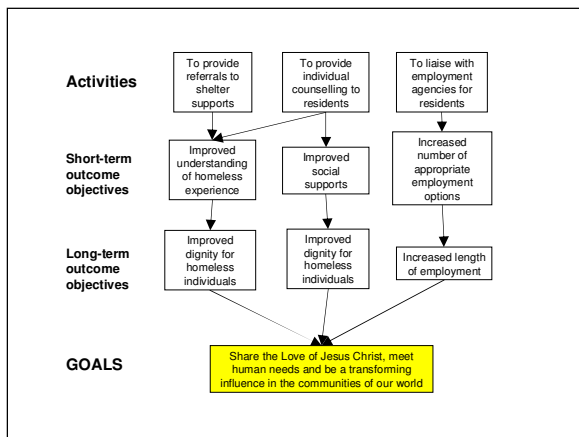 Activities
To provide
referrals to
shelter
supports
To provide
individual
counselling to
residents
To liaise with
employment
agencies for
residents
Short-term
outcome
objectives
Improved
understanding
of homeless
experience
Improved
social
supports
Increased
number of
appropriate
employment
options
Long-term
outcome
objectives
Improved
dignity for
homeless
individuals
Improved
dignity for
homeless
individuals
Increased length
of employment
GOALS
Share the Love of Jesus Christ, meet
human needs and be a transforming
influence in the communities of our world